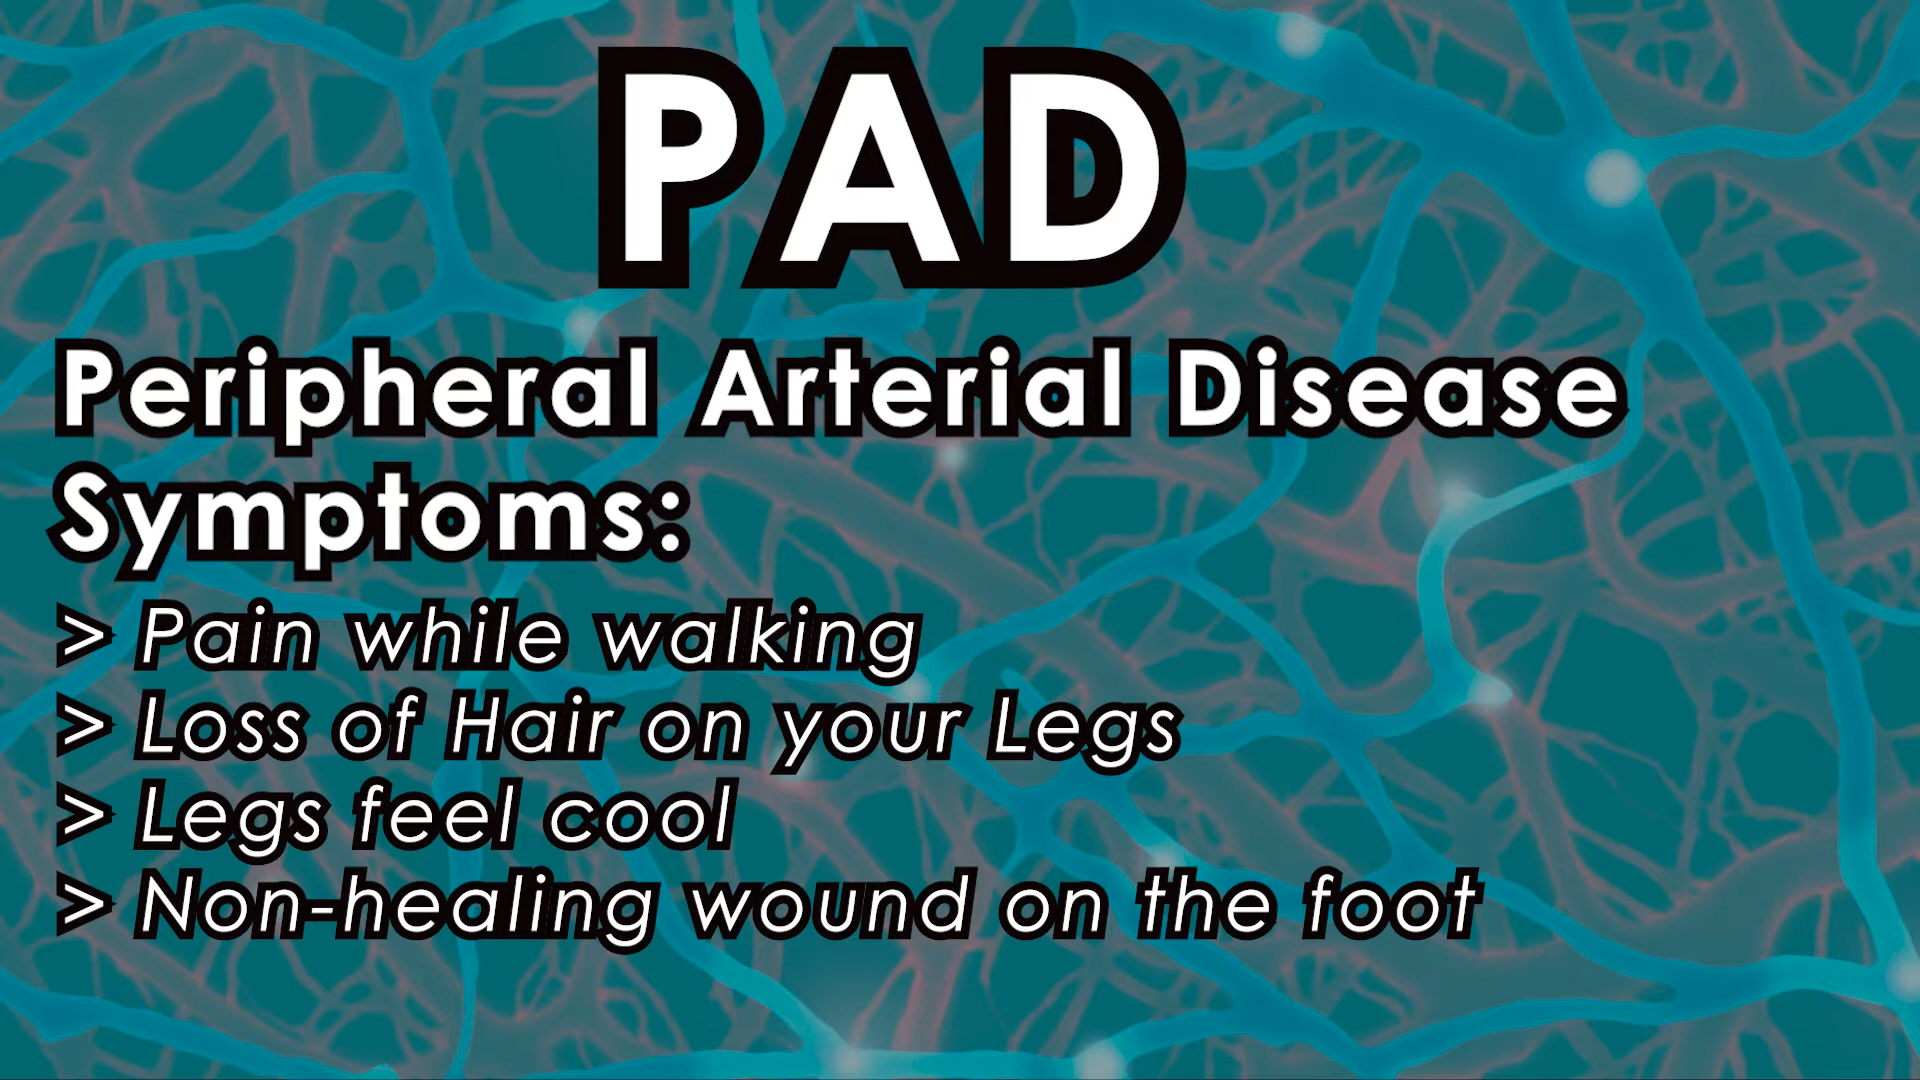 PAD
Peripheral Arterial Disease
Symptoms:
> Pain while walking
> Loss of Hair on your Legs
> Legs feel cool
> Non-healing wound on the foot